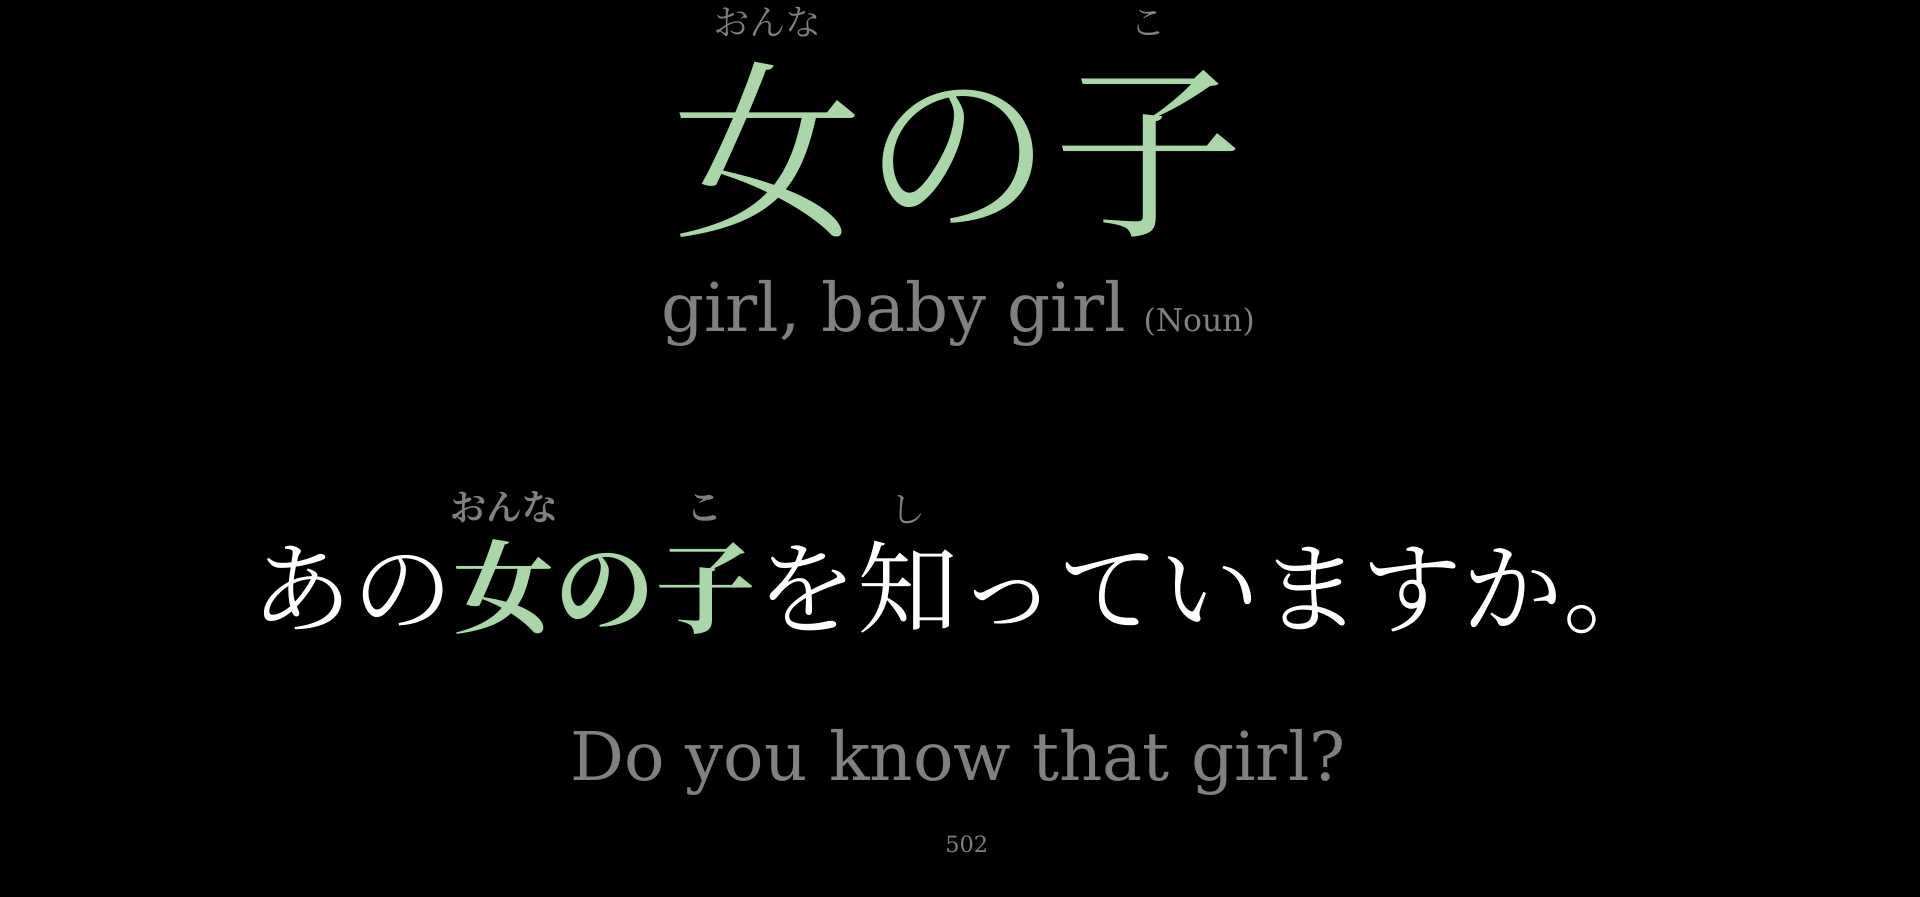 おんな こ
女の子
girl, baby girl (Noun)
おんな こ し
あの女の子を知っていますか。
Do you know that girl?
502